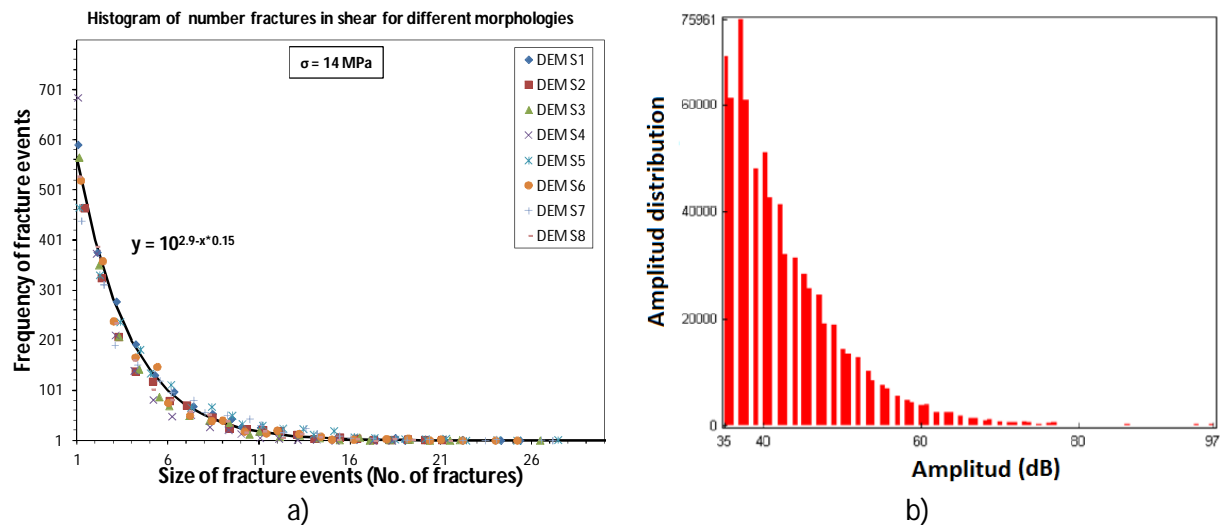 Histogram of number fractures in shear for different morphologies
σ = 14 MPa
DEM S1
DEM S2
DEM S3
DEM S4
DEM S5
DEM S6
DEM S7
DEM S8
y = 10^2.9-x*0.15
Frequency of fracture events
701
601
501
401
301
201
101
1
1 6 11 16 21 26
Size of fracture events (No. of fractures)
a)
Amplitud distribution
75961
60000
40000
20000
0
35 40 60 80 97
Amplitud (dB)
b)